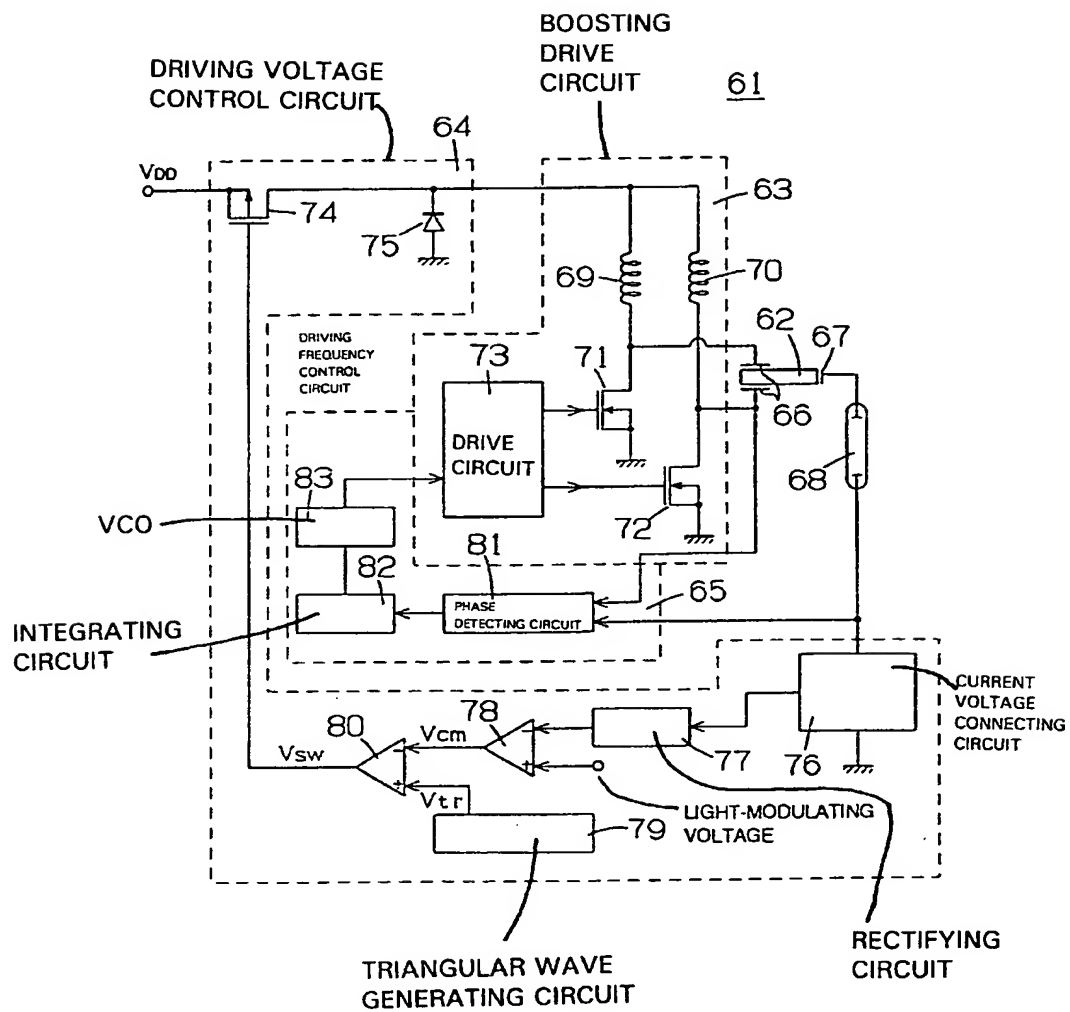 BOOSTING
DRIVE
CIRCUIT
DRIVING VOLTAGE
CONTROL CIRCUIT
61
64
VDD
63
74
75
69
70
DRIVING
FREQUENCY
CONTROL
CIRCUIT
62
67
73
71
66
DRIVE
CIRCUIT
68
83
VCO
72
81
82
65
PHASE
DETECTING CIRCUIT
INTEGRATING
CIRCUIT
CURRENT
VOLTAGE
CONNECTING
CIRCUIT
80
78
Vcm
77
76
Vsw
-
-
+
+
Vtr
LIGHT-MODULATING
VOLTAGE
79
RECTIFYING
CIRCUIT
TRIANGULAR WAVE
GENERATING CIRCUIT